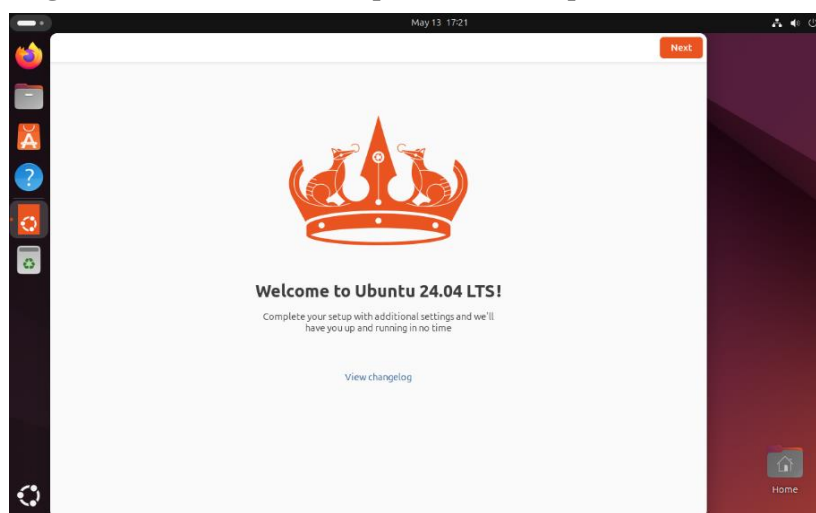 May 13 17:21
Next
Welcome to Ubuntu 24.04 LTS!
Complete your setup with additional settings and we'll
have you up and running in no time
View changelog
Home